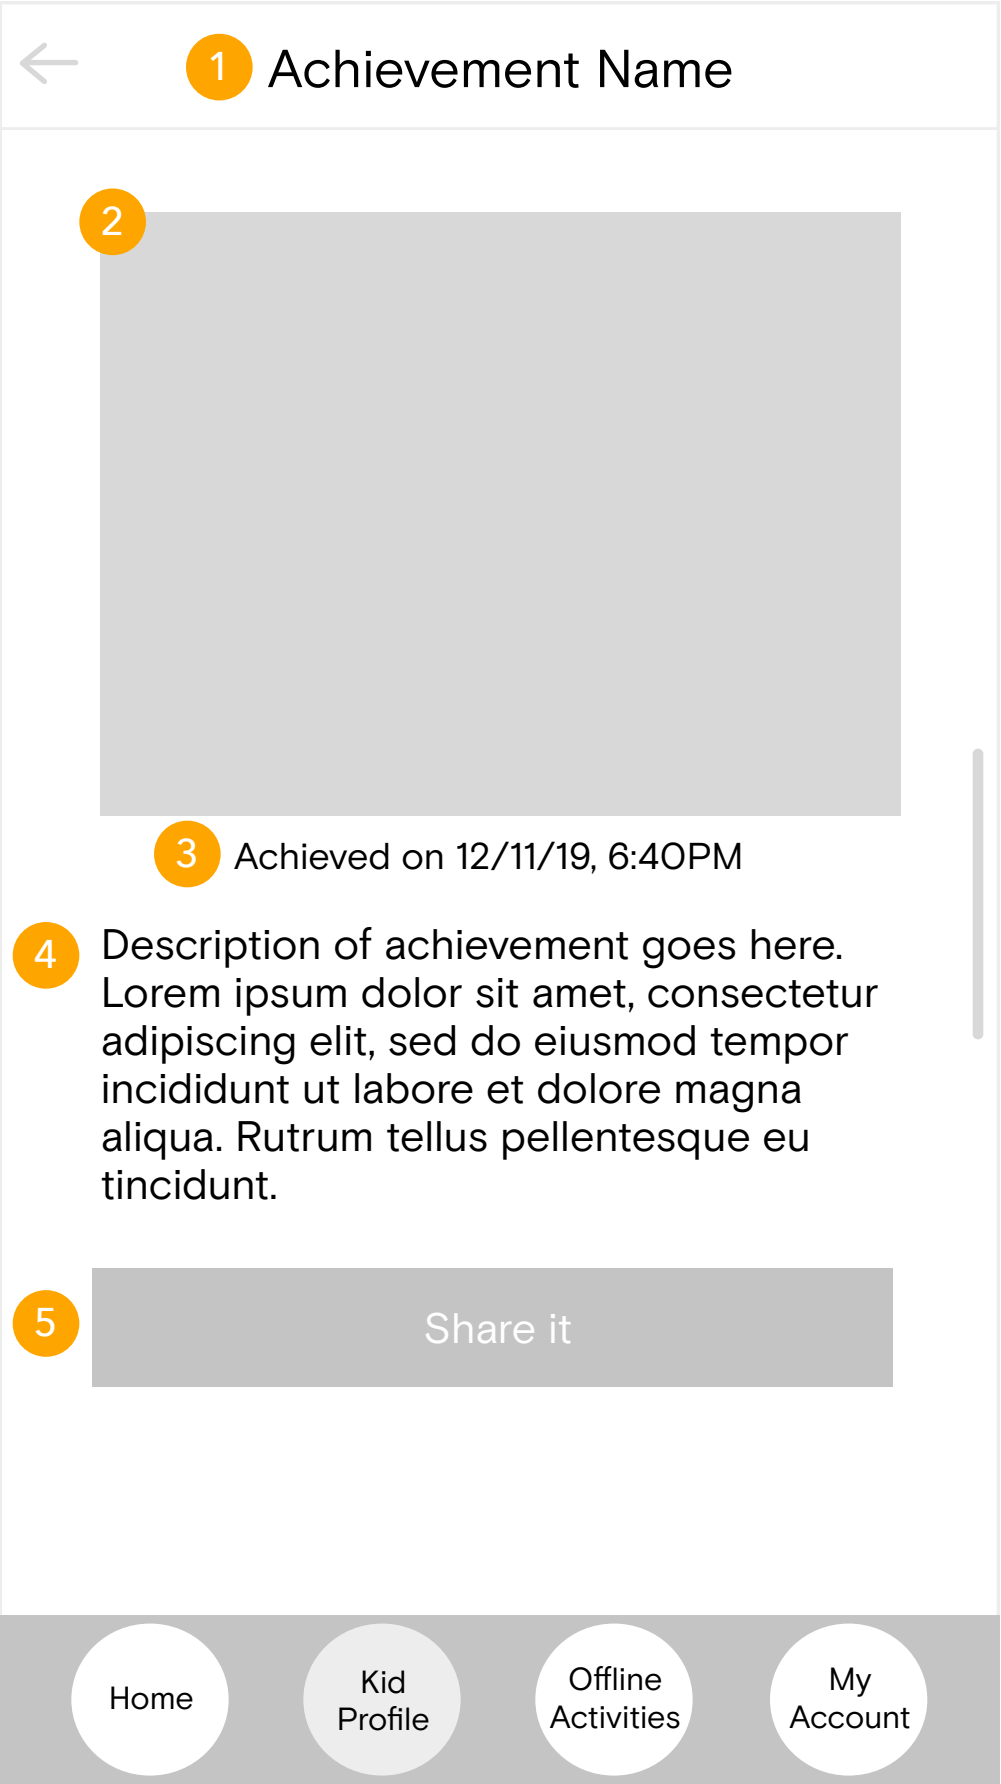 1 Achievement Name
2
3 Achieved on 12/11/19, 6:40PM
4 Description of achievement goes here.
Lorem ipsum dolor sit amet, consectetur
adipiscing elit, sed do eiusmod tempor
incididunt ut labore et dolore magna
aliqua. Rutrum tellus pellentesque eu
tincidunt.
5 Share it
Home
Kid
Profile
Offline
Activities
My
Account